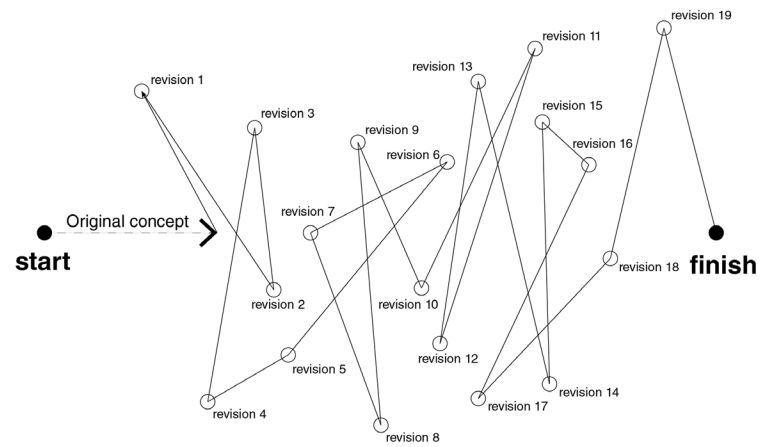 revision 19
revision 11
revision 13
revision 1
revision 15
revision 3
revision 9
revision 16
revision 6
revision 7
Original concept
start
revision 18
finish
revision 2
revision 10
revision 12
revision 5
revision 14
revision 17
revision 4
revision 8